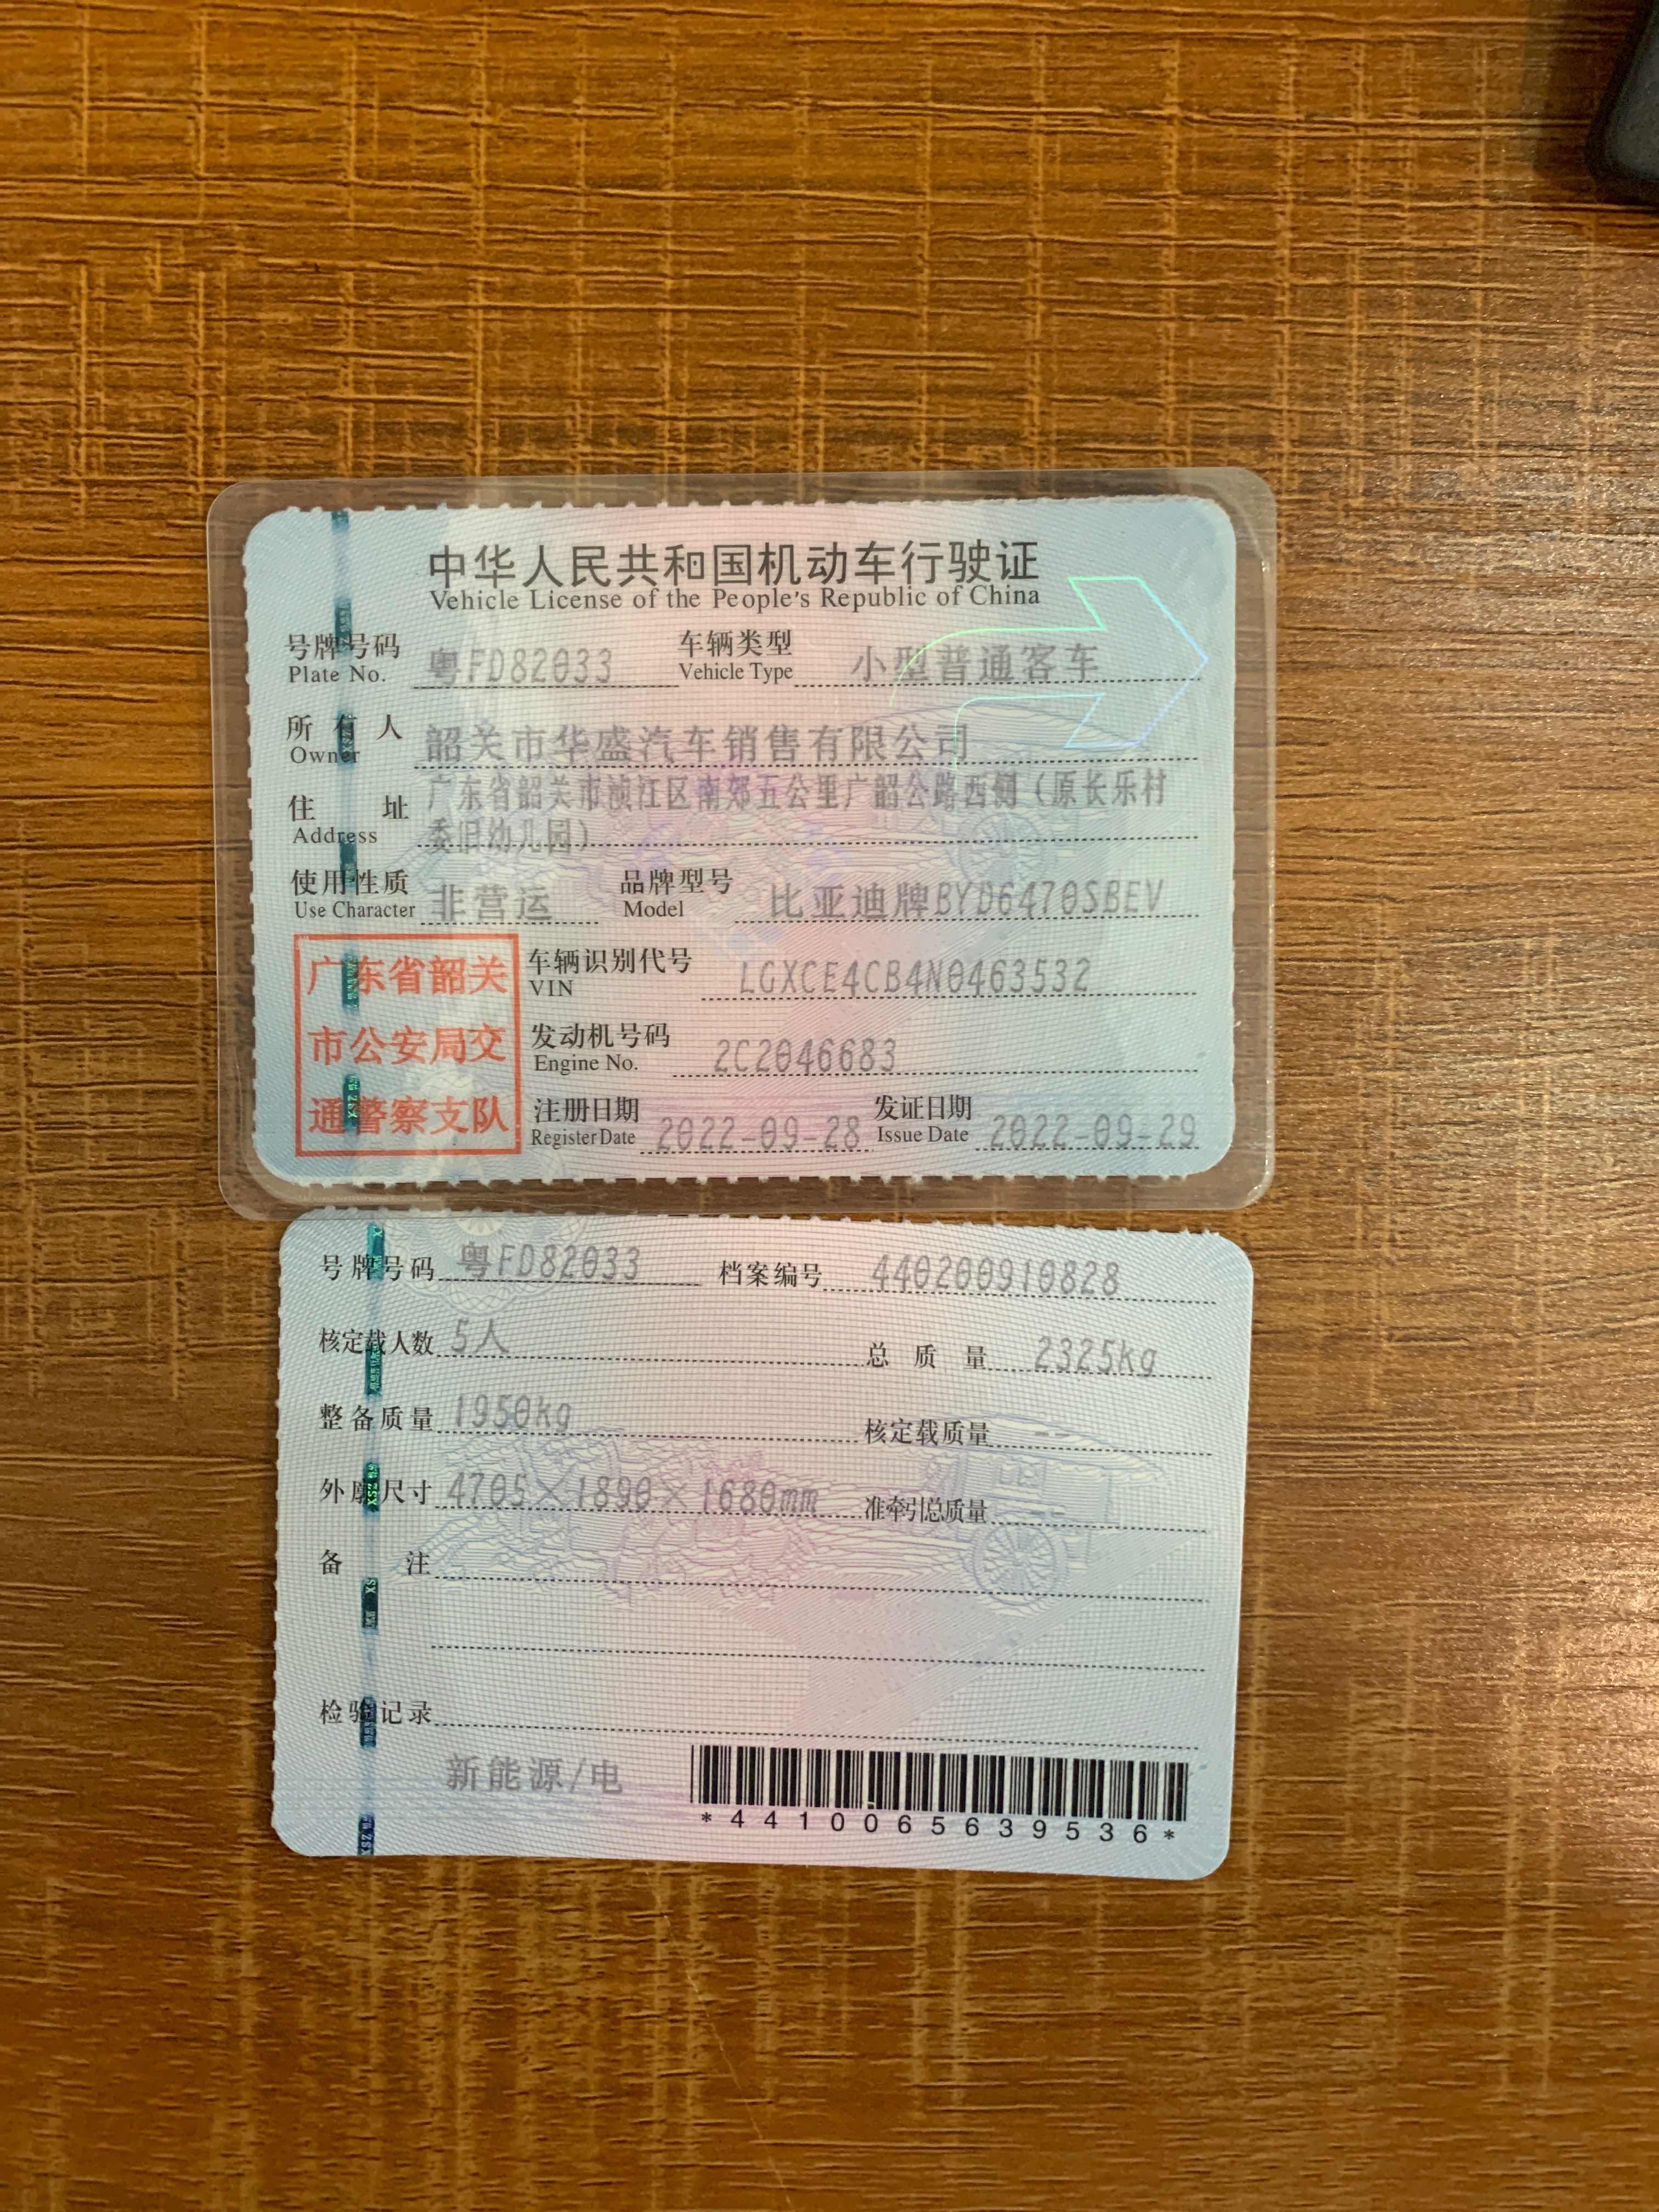 中华人民共和国机动车行驶证
Vehicle License of the People's Republic of China
号牌号码 粤FD82033 车辆类型 小型普通客车
Plate No. Vehicle Type
所有人 韶关市华盛汽车销售有限公司
Owner
住址 广东省韶关市浈江区南郊五公里广韶公路西侧（原长乐村
Address 委旧幼儿园）
使用性质 非营运 品牌型号 比亚迪牌BYD6470SBEV
Use Character Model
广东省韶关
市公安局交
通警察支队
车辆识别代号 LGXCE4CB4N0463532
VIN
发动机号码 2C2046683
Engine No.
注册日期 2022-09-28 发证日期 2022-09-29
Register Date Issue Date
号牌号码 粤FD82033 档案编号 440200910828
核定载人数 5人 总质量 2325kg
整备质量 1950kg 核定载质量 --
外廓尺寸 4705×1890×1680mm 准牵引总质量 --
备注
检验记录
新能源/电
*4410065639536*